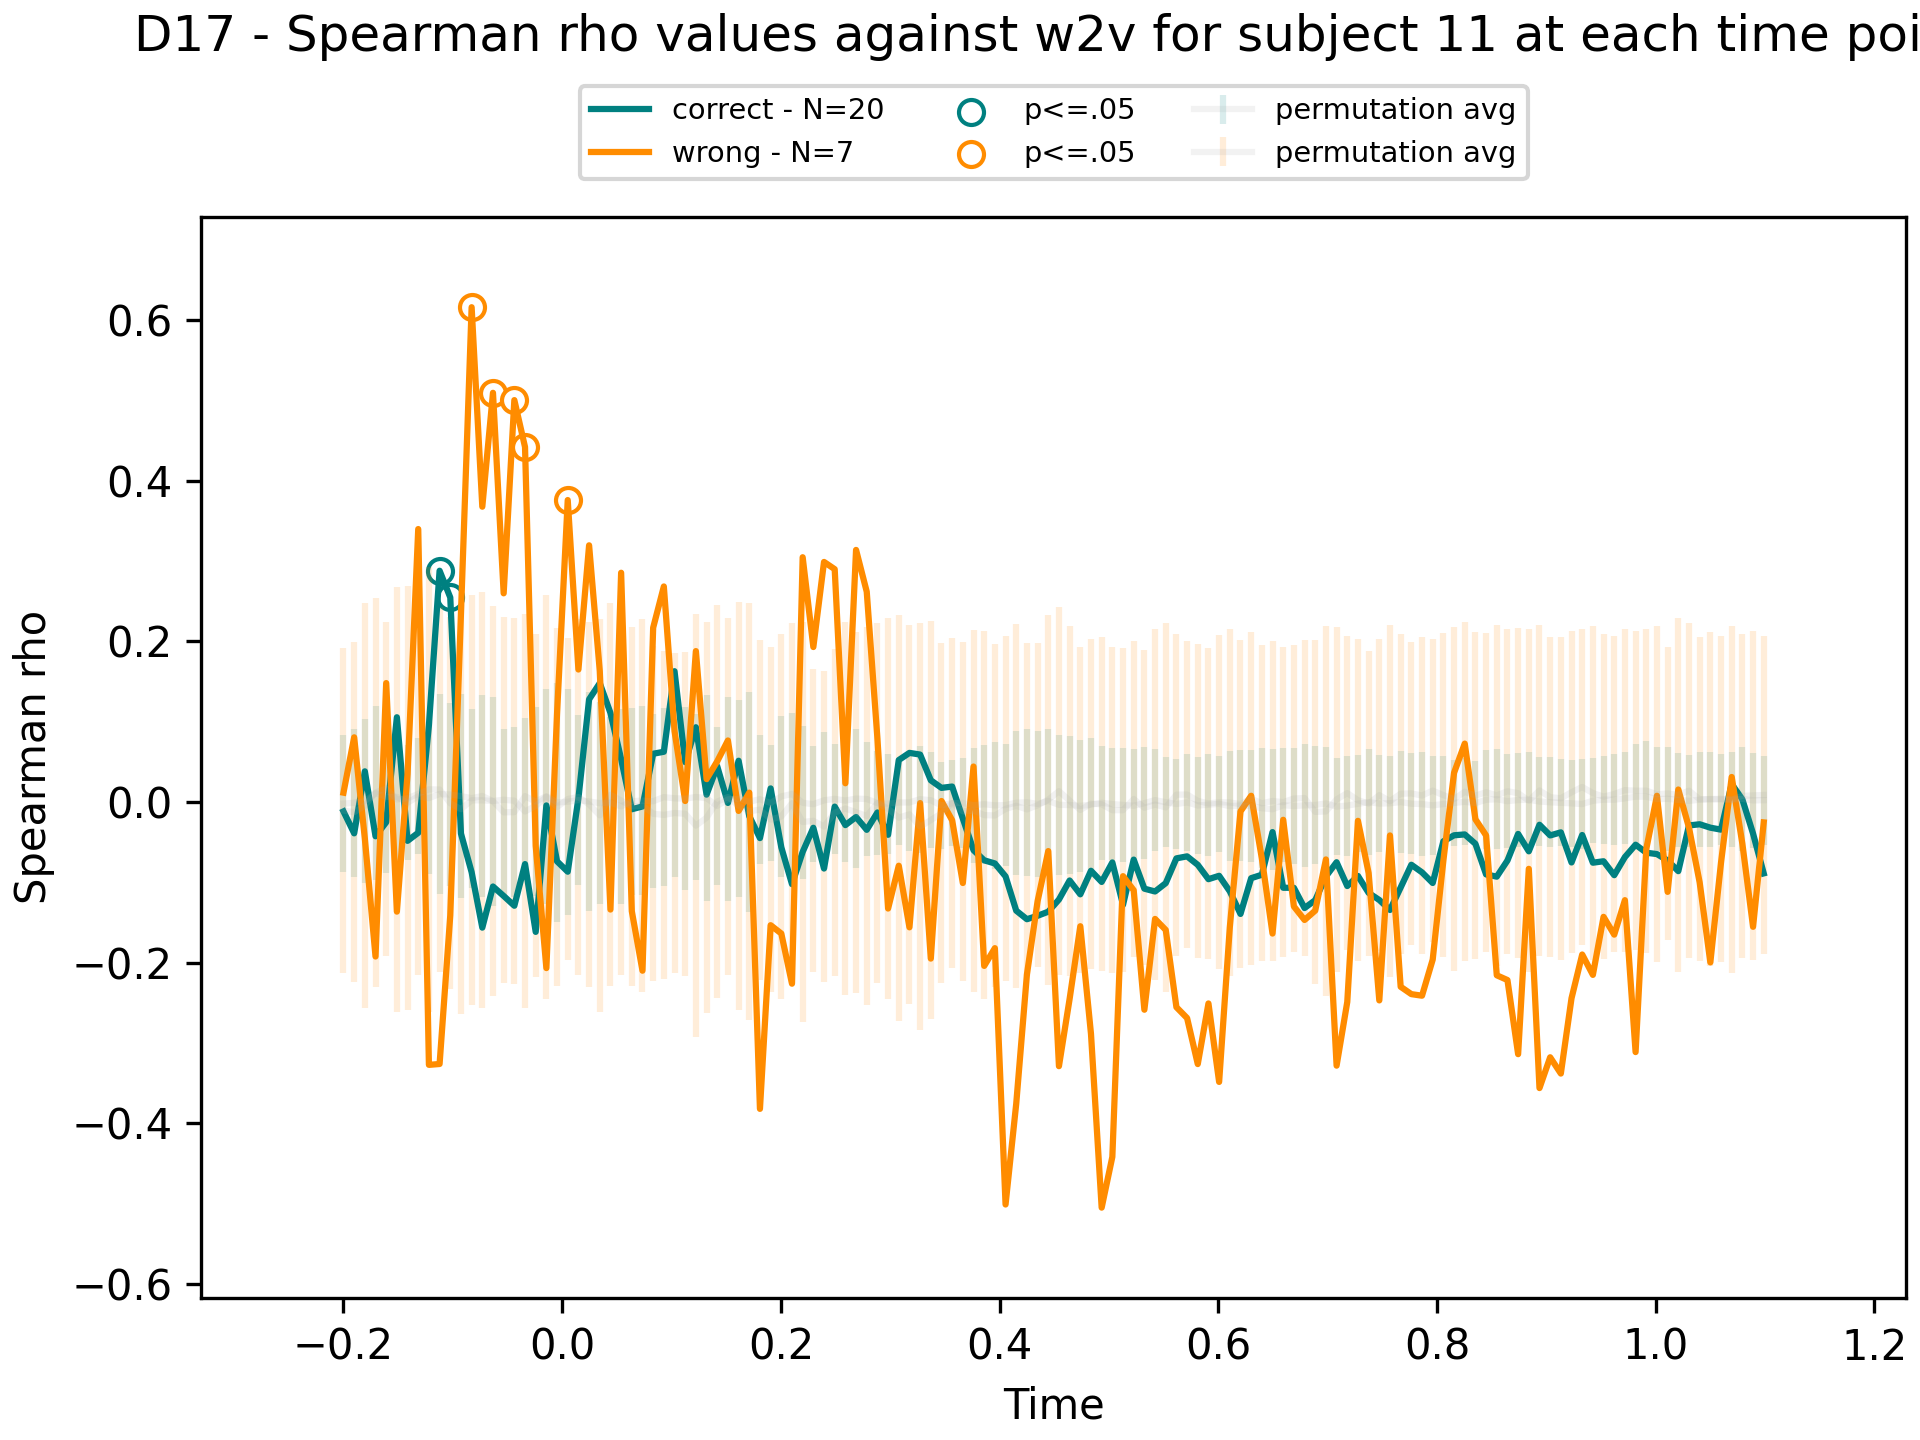 D17 - Spearman rho values against w2v for subject 11 at each time poi
correct - N=20 p<=.05 permutation avg
wrong - N=7 p<=.05 permutation avg
0.6
0.4
0.2
0.0
−0.2
−0.4
−0.6
Spearman rho
−0.2 0.0 0.2 0.4 0.6 0.8 1.0 1.2
Time